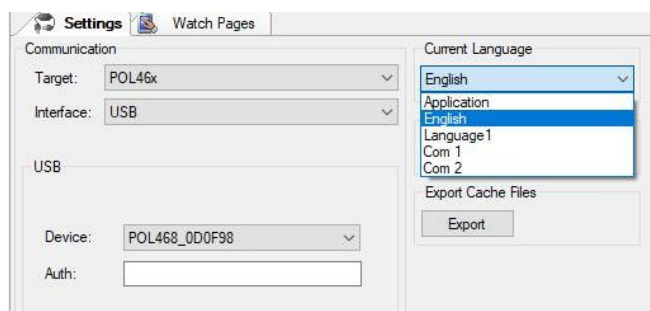 Settings
Watch Pages
Communication
Target: POL46x
Interface: USB
USB
Device: POL468_0D0F98
Auth:
Current Language
English
Application
English
Language1
Com 1
Com 2
Export Cache Files
Export